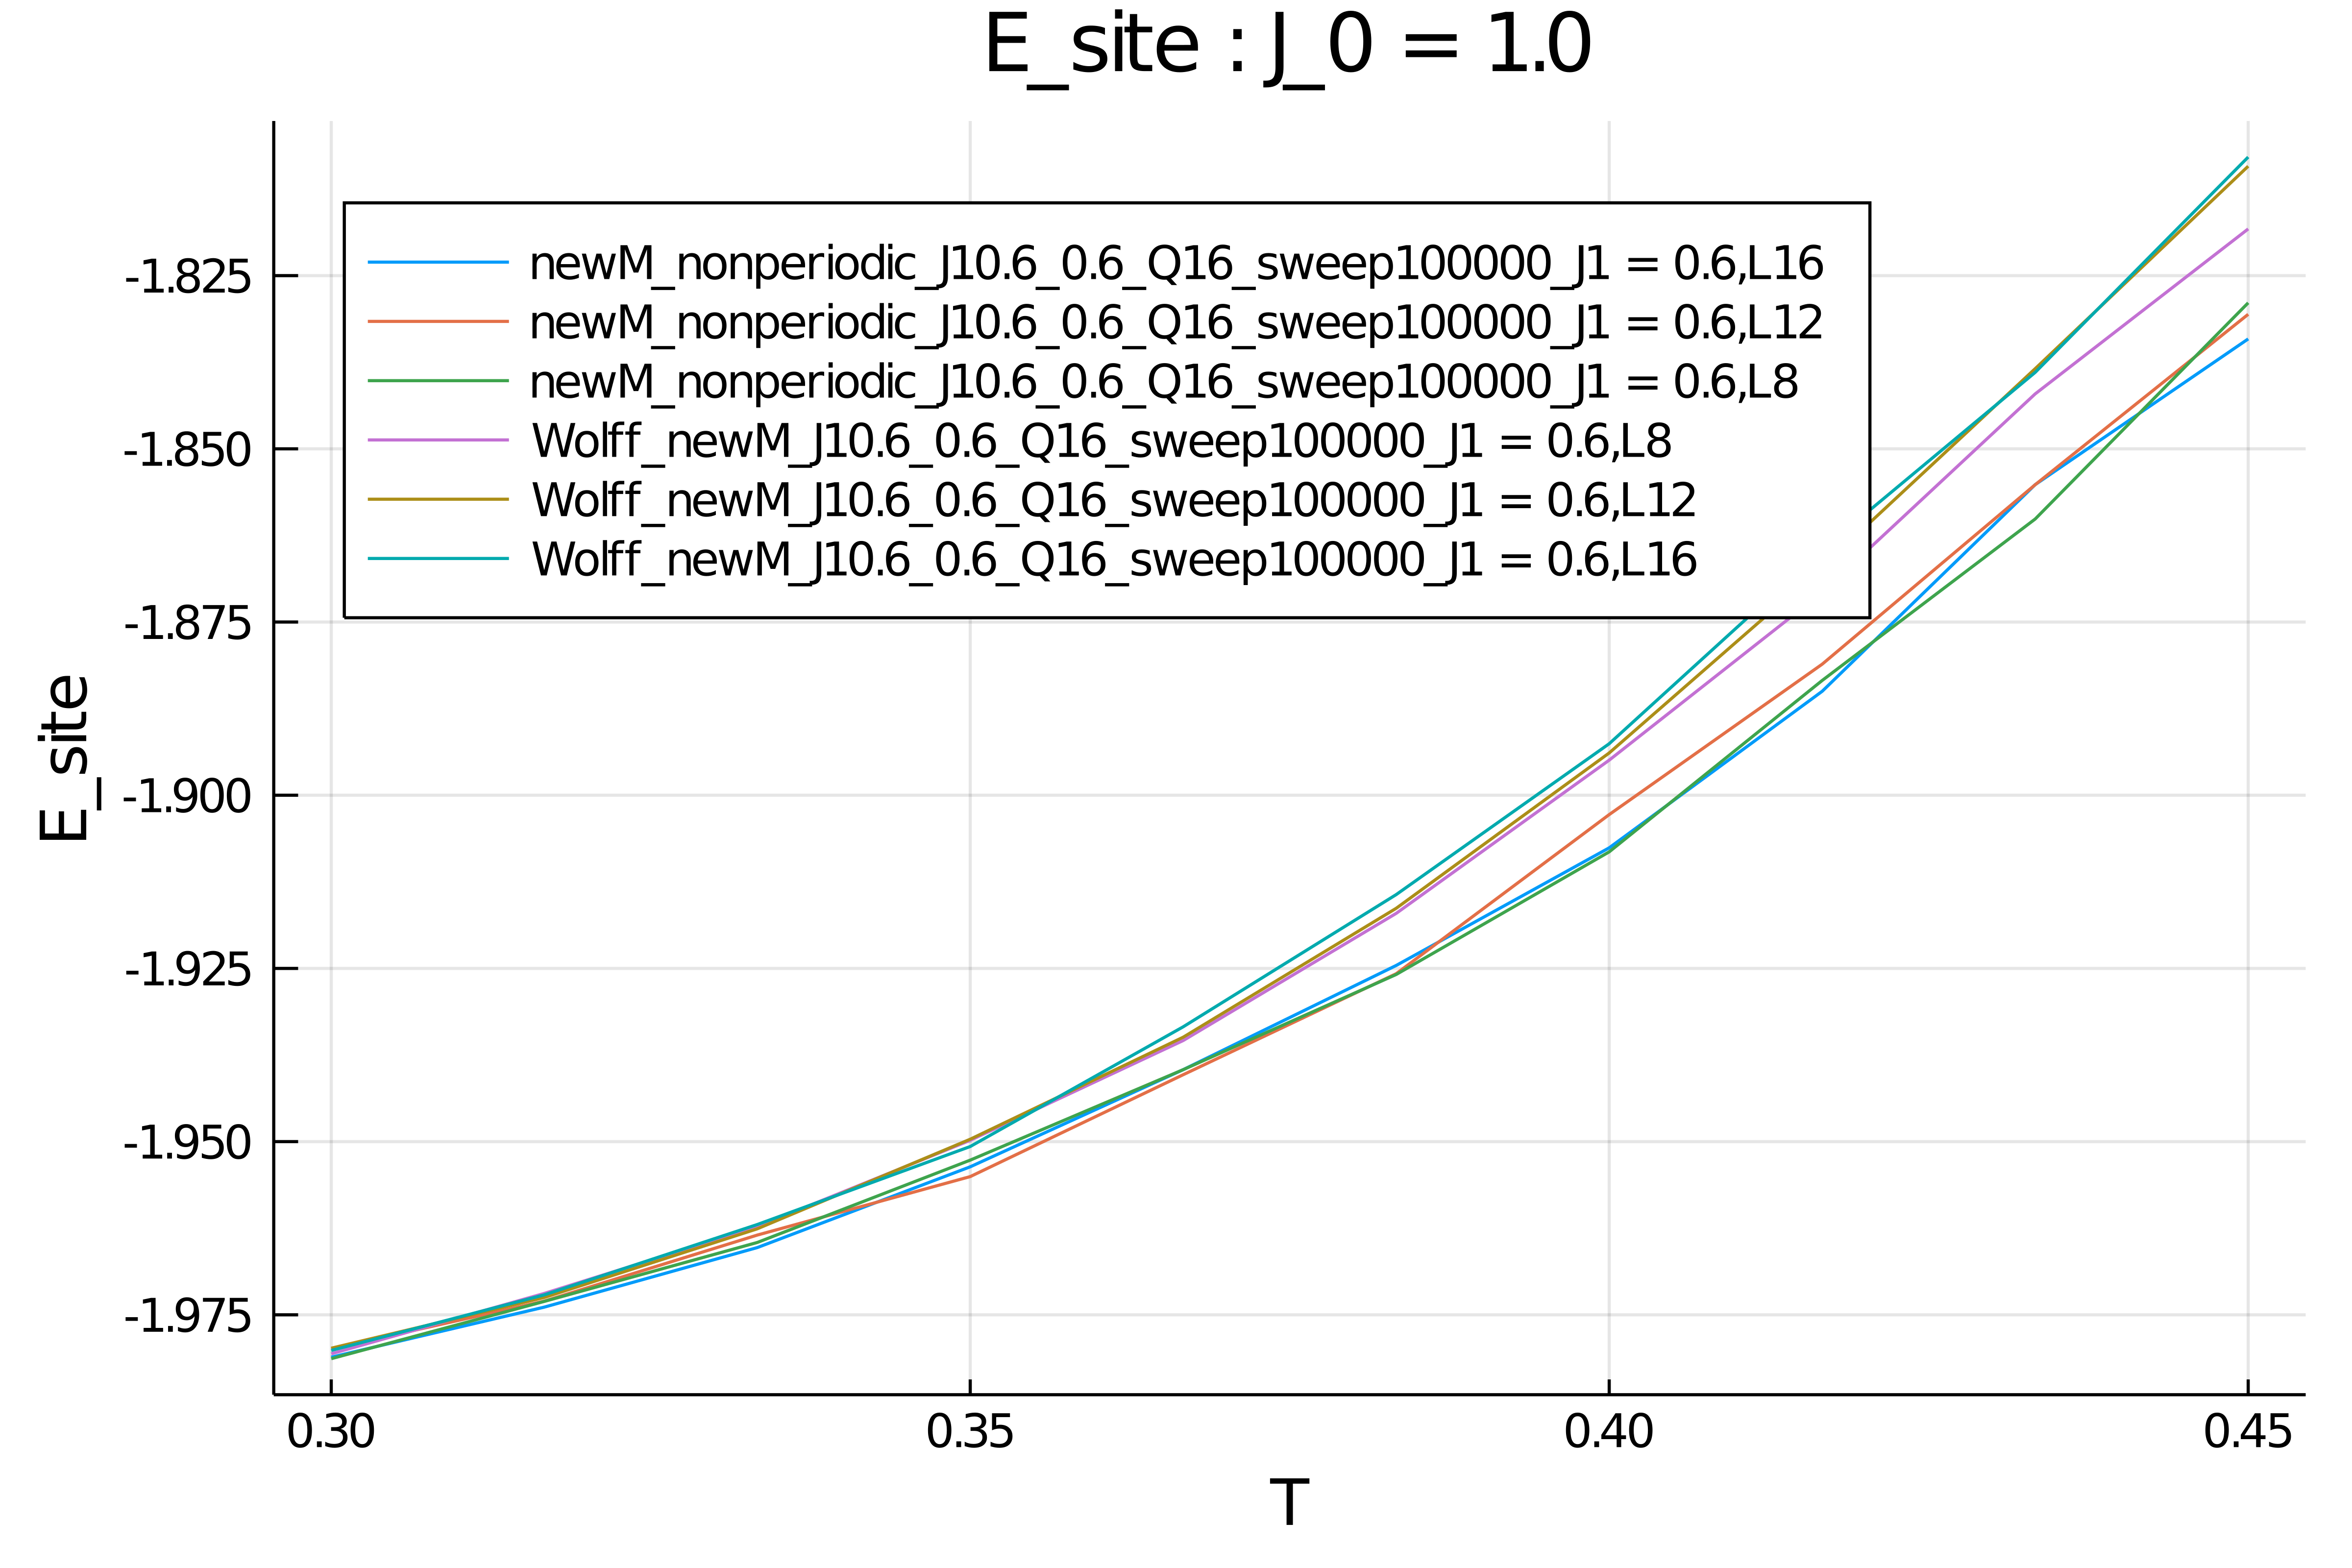 E_site : J_0 = 1.0
newM_nonperiodic_J10.6_0.6_Q16_sweep100000_J1 = 0.6,L16
newM_nonperiodic_J10.6_0.6_Q16_sweep100000_J1 = 0.6,L12
newM_nonperiodic_J10.6_0.6_Q16_sweep100000_J1 = 0.6,L8
Wolff_newM_J10.6_0.6_Q16_sweep100000_J1 = 0.6,L8
Wolff_newM_J10.6_0.6_Q16_sweep100000_J1 = 0.6,L12
Wolff_newM_J10.6_0.6_Q16_sweep100000_J1 = 0.6,L16
E_site
-1.825
-1.850
-1.875
-1.900
-1.925
-1.950
-1.975
0.30 0.35 0.40 0.45
T